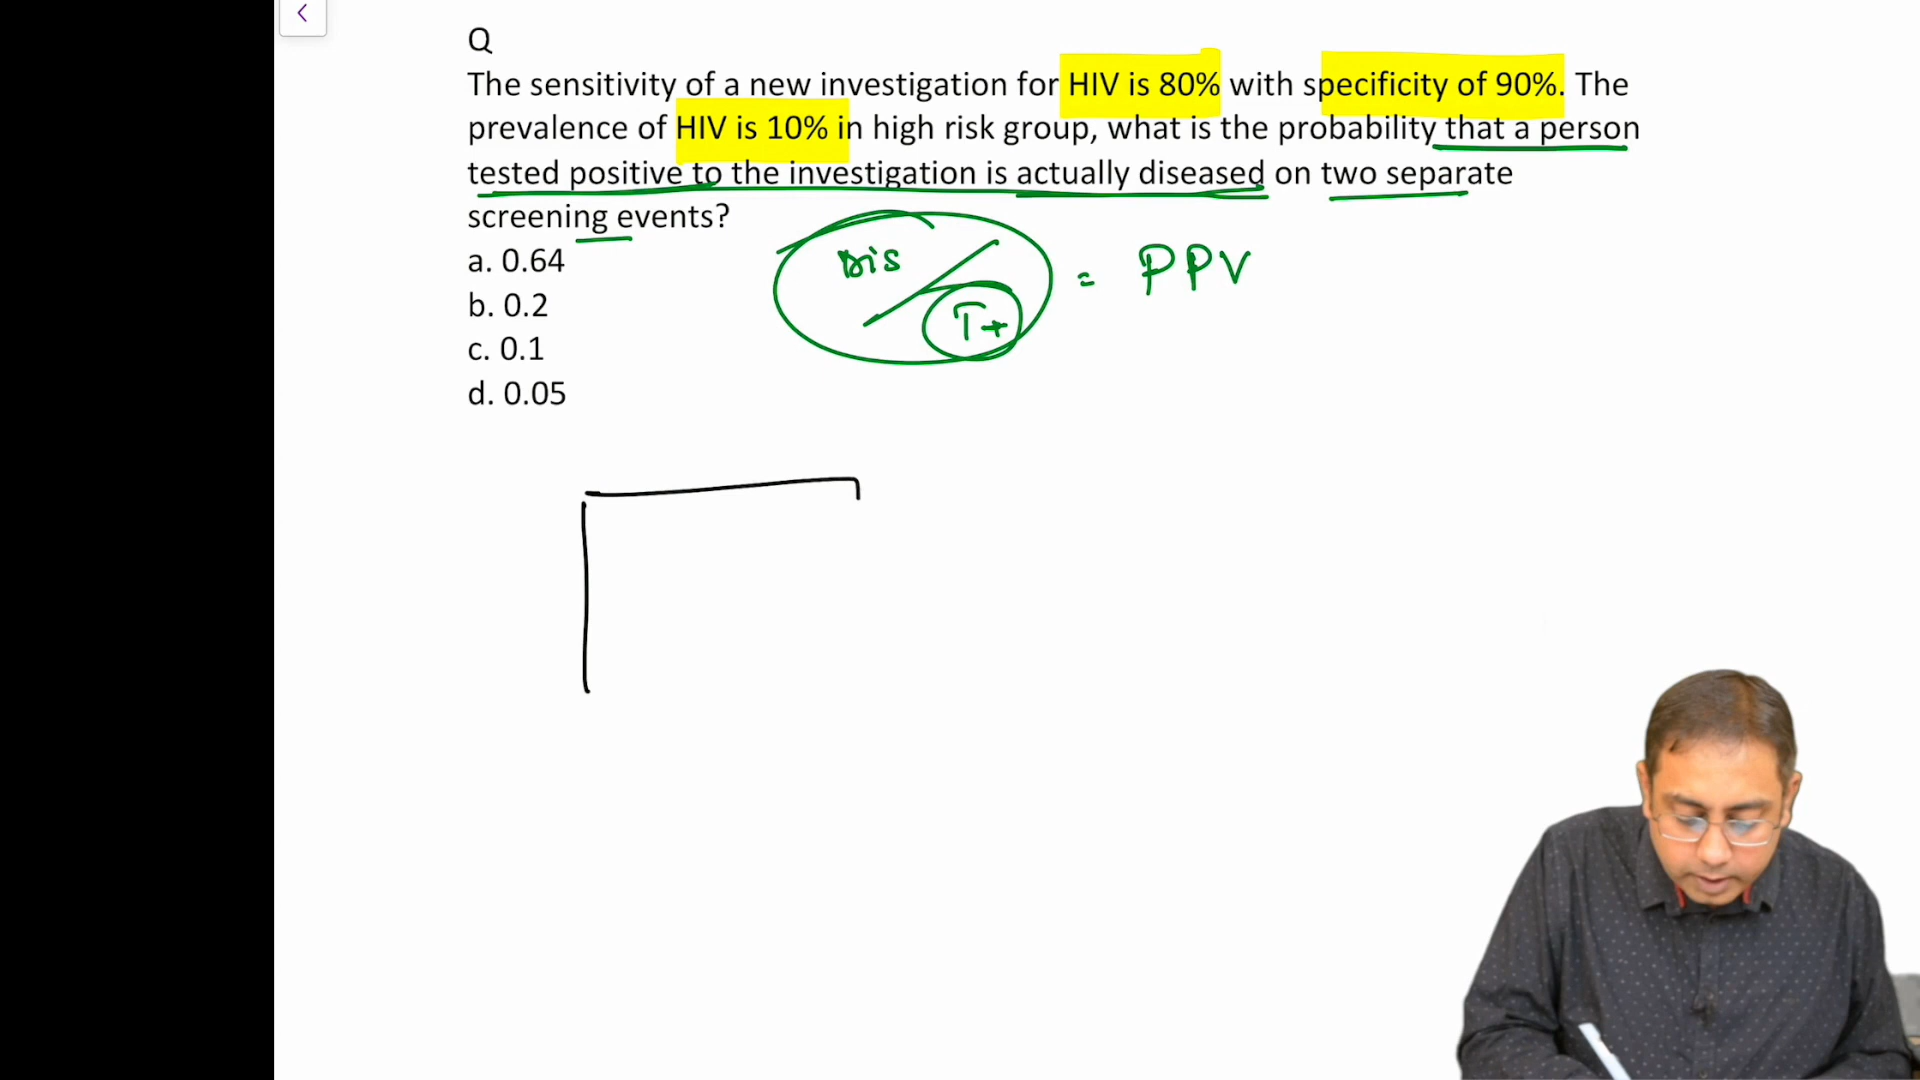 Q
The sensitivity of a new investigation for HIV is 80% with specificity of 90%. The
prevalence of HIV is 10% in high risk group, what is the probability that a person
tested positive to the investigation is actually diseased on two separate
screening events?
a. 0.64
b. 0.2
c. 0.1
d. 0.05
Dis / T+ = PPV